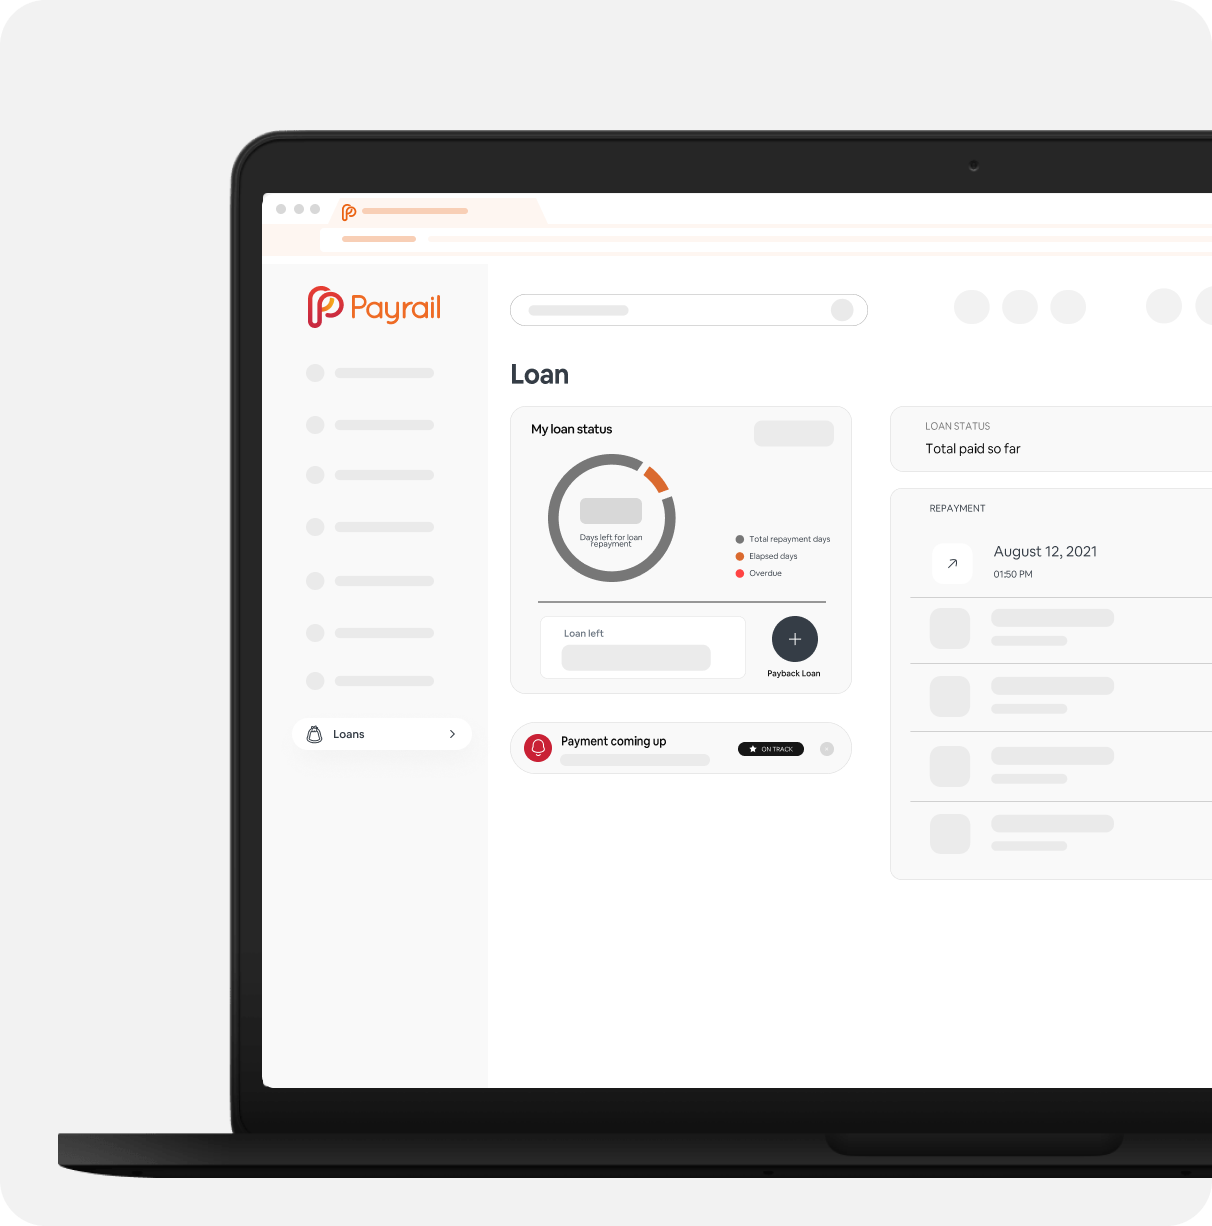 Payrail
Loan
My loan status
Days left for loan
repayment
Total repayment days
Elapsed days
Overdue
Loan left
Payback Loan
Loans
Payment coming up
ON TRACK
LOAN STATUS
Total paid so far
REPAYMENT
August 12, 2021
01:50 PM